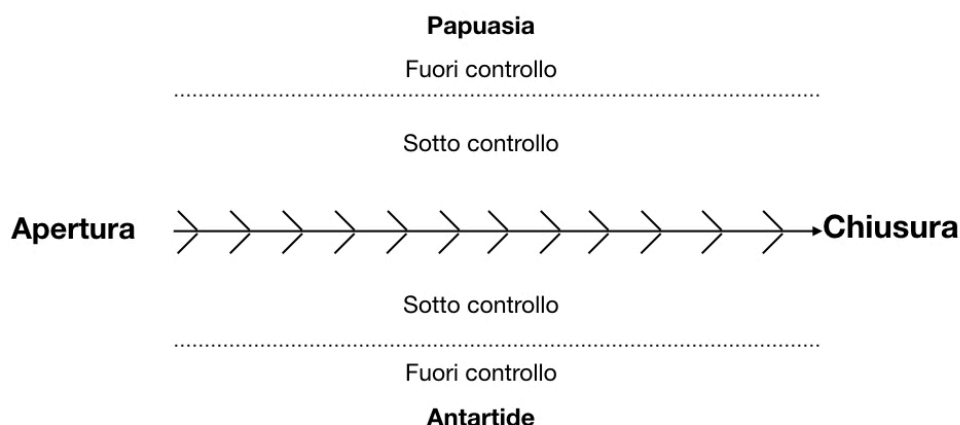 Papuasia
Fuori controllo
Sotto controllo
Apertura
Chiusura
Sotto controllo
Fuori controllo
Antartide